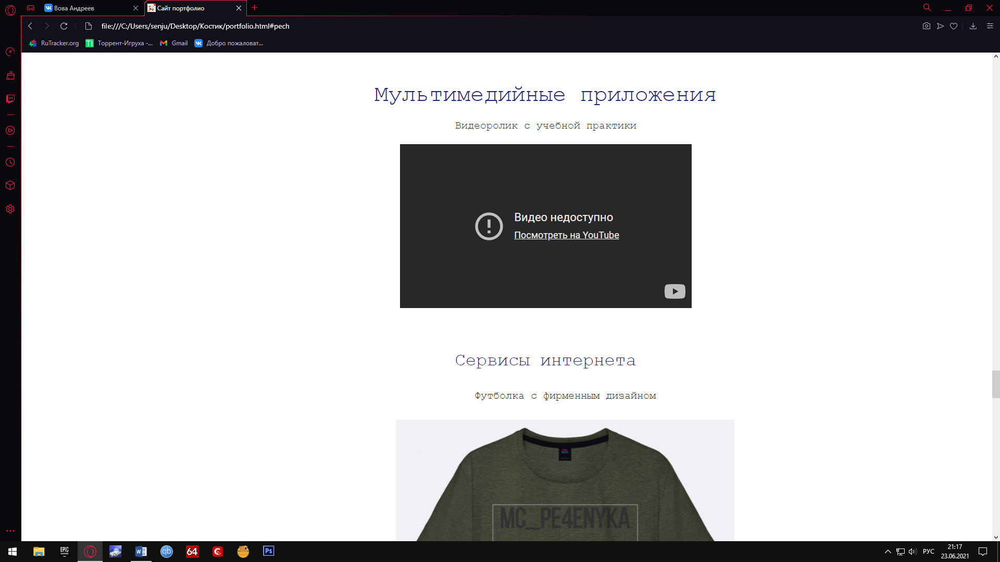 Вова Андреев
Сайт портфолио
file:///C:/Users/senju/Desktop/Костик/portfolio.html#pech
RuTracker.org
Торрент-Игруха -...
Gmail
Добро пожаловат...
Мультимедийные приложения
Видеоролик с учебной практики
Видео недоступно
Посмотреть на YouTube
Сервисы интернета
Футболка с фирменным дизайном
MC_PE4ENYKA
EPIC
GAMES
W
qb
64
Ps
РУС
21:17
23.06.2021